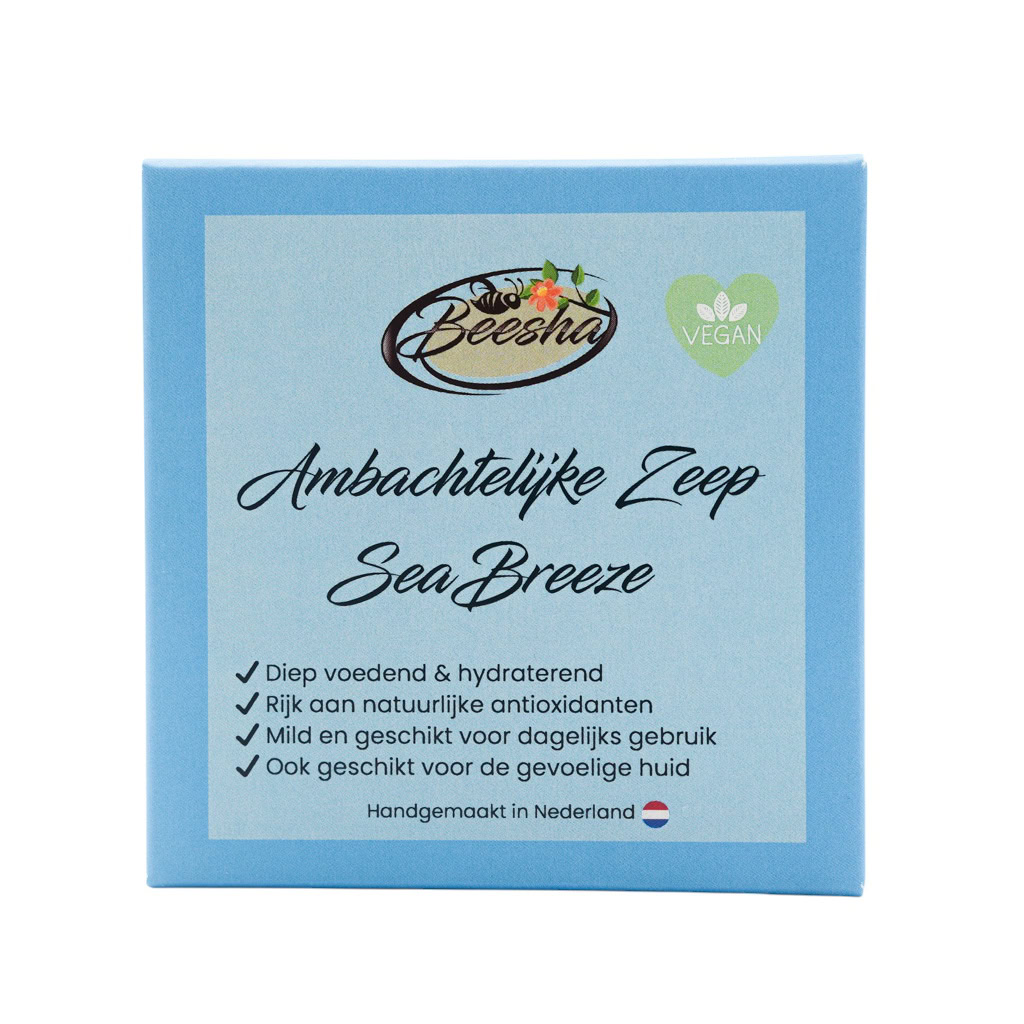 Beesha
VEGAN
Ambachtelijke Zeep
Sea Breeze
Diep voedend & hydraterend
Rijk aan natuurlijke antioxidanten
Mild en geschikt voor dagelijks gebruik
Ook geschikt voor de gevoelige huid
Handgemaakt in Nederland